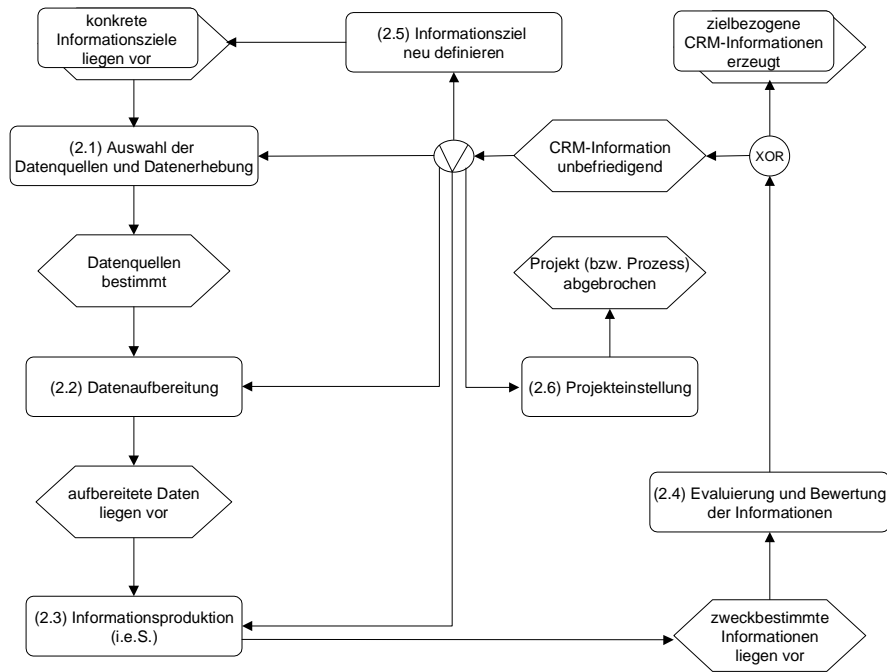 konkrete
Informationsziele
liegen vor
(2.5) Informationsziel
neu definieren
zielbezogene
CRM-Informationen
erzeugt
(2.1) Auswahl der
Datenquellen und Datenerhebung
CRM-Information
unbefriedigend
XOR
Datenquellen
bestimmt
Projekt (bzw. Prozess)
abgebrochen
(2.2) Datenaufbereitung
(2.6) Projekteinstellung
aufbereitete Daten
liegen vor
(2.4) Evaluierung und Bewertung
der Informationen
(2.3) Informationsproduktion
(i.e.S.)
zweckbestimmte
Informationen
liegen vor